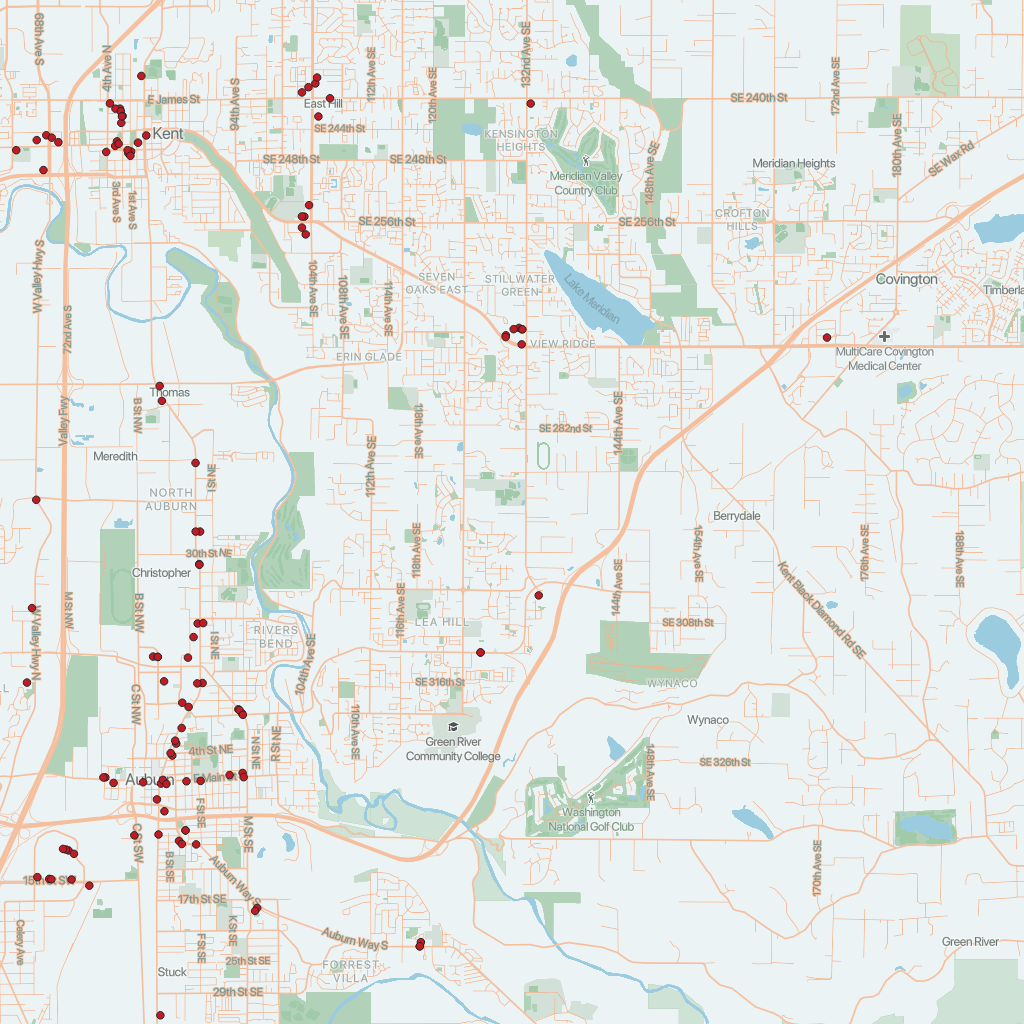 68th Ave S
4th Ave N
E James St
94th Ave S
East Hill
SE 244th St
112th Ave SE
120th Ave SE
132nd Ave SE
SE 240th St
172nd Ave SE
180th Ave SE
SE Wax Rd
Kent
KENSINGTON
HEIGHTS
SE 248th St
SE 248th St
Meridian Valley
Country Club
148th Ave SE
Meridian Heights
3rd Ave S
1st Ave S
SE 256th St
SE 256th St
CROFTON
HILLS
W Valley Hwy S
72nd Ave S
104th Ave SE
108th Ave SE
114th Ave SE
SEVEN
OAKS EAST
STILLWATER
GREEN
Lake Meridian
Covington
Timberla
ERIN GLADE
VIEW RIDGE
MultiCare Covington
Medical Center
Thomas
B St NW
Valley Fwy
118th Ave SE
144th Ave SE
SE 282nd St
Meredith
112th Ave SE
I St NE
NORTH
AUBURN
Berrydale
30th St NE
118th Ave SE
154th Ave SE
176th Ave SE
188th Ave SE
Christopher
M St NW
B St NW
116th Ave SE
144th Ave SE
Kent Black Diamond Rd SE
W Valley Hwy N
LEA HILL
SE 308th St
RIVERS
BEND
I St NE
104th Ave SE
SE 316th St
WYNACO
LL
C St NW
110th Ave SE
Green River
Community College
Wynaco
4th St NE
N St NE
R St NE
SE 326th St
148th Ave SE
Auburn
E Main St
F St SE
Washington
National Golf Club
C St SW
B St SE
M St SE
170th Ave SE
15th St SW
Auburn Way S
17th St SE
K St SE
Celery Ave
F St SE
Auburn Way S
25th St SE
FORREST
VILLA
Green River
Stuck
29th St SE